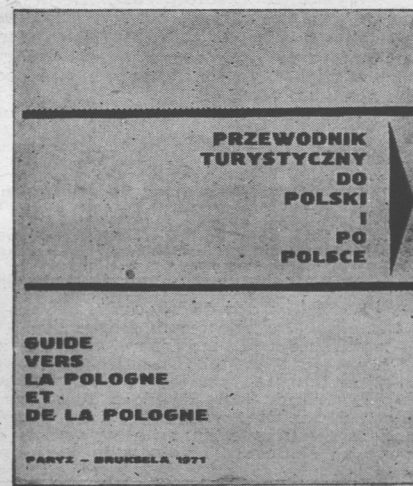 PRZEWODNIK
TURYSTYCZNY
DO
POLSKI
I
PO
POLSCE
GUIDE
VERS
LA POLOGNE
ET
DE LA POLOGNE
PARYŻ – BRUKSELA 1971